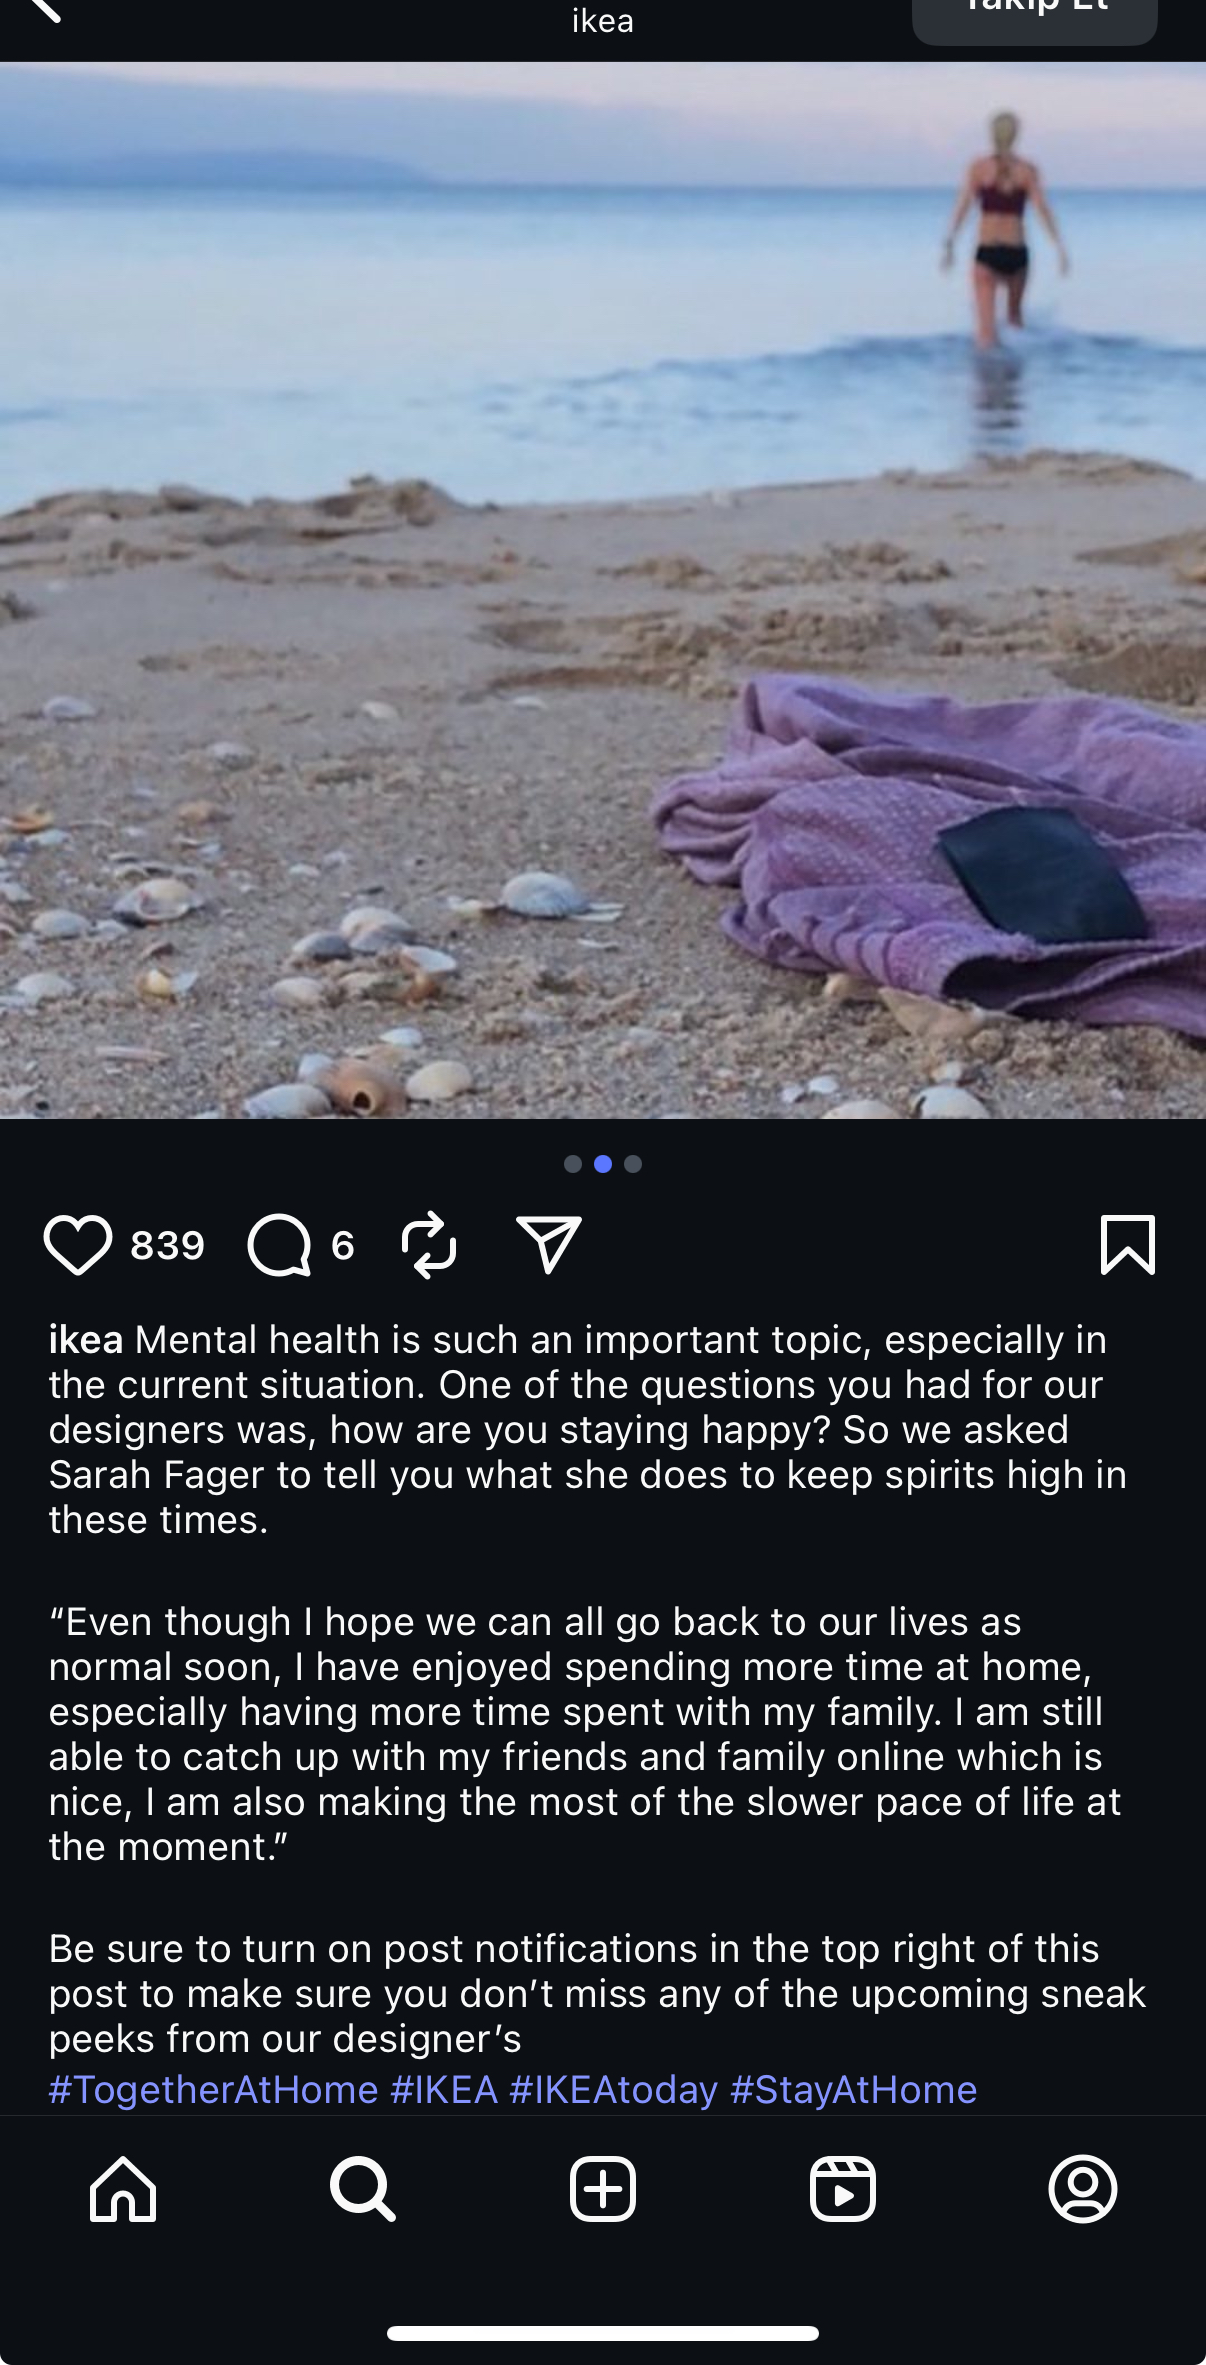 ikea
Takip Et
839
6
ikea Mental health is such an important topic, especially in
the current situation. One of the questions you had for our
designers was, how are you staying happy? So we asked
Sarah Fager to tell you what she does to keep spirits high in
these times.
“Even though I hope we can all go back to our lives as
normal soon, I have enjoyed spending more time at home,
especially having more time spent with my family. I am still
able to catch up with my friends and family online which is
nice, I am also making the most of the slower pace of life at
the moment.”
Be sure to turn on post notifications in the top right of this
post to make sure you don’t miss any of the upcoming sneak
peeks from our designer’s
#TogetherAtHome #IKEA #IKEAtoday #StayAtHome